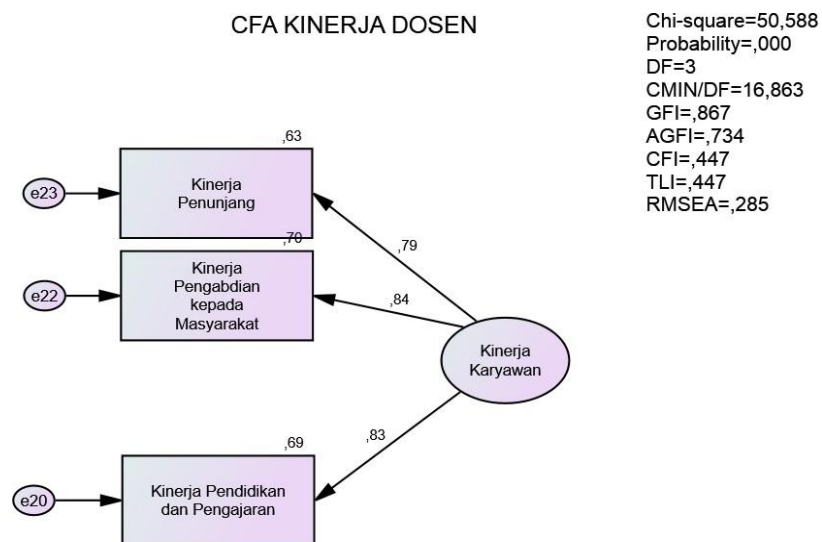 CFA KINERJA DOSEN
Chi-square=50,588
Probability=,000
DF=3
CMIN/DF=16,863
GFI=,867
AGFI=,734
CFI=,447
TLI=,447
RMSEA=,285
,63
e23
Kinerja
Penunjang
,79
,70
e22
Kinerja
Pengabdian
kepada
Masyarakat
,84
Kinerja
Karyawan
,83
,69
e20
Kinerja Pendidikan
dan Pengajaran